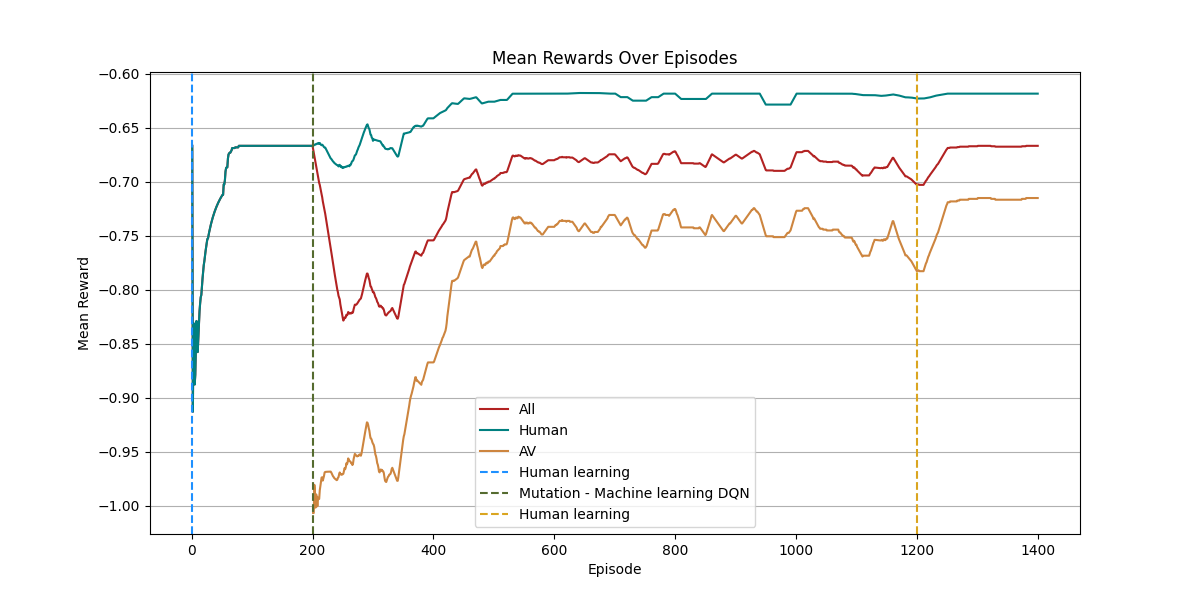 Mean Rewards Over Episodes
Mean Reward
−0.60
−0.65
−0.70
−0.75
−0.80
−0.85
−0.90
−0.95
−1.00
All
Human
AV
Human learning
Mutation - Machine learning DQN
Human learning
0 200 400 600 800 1000 1200 1400
Episode